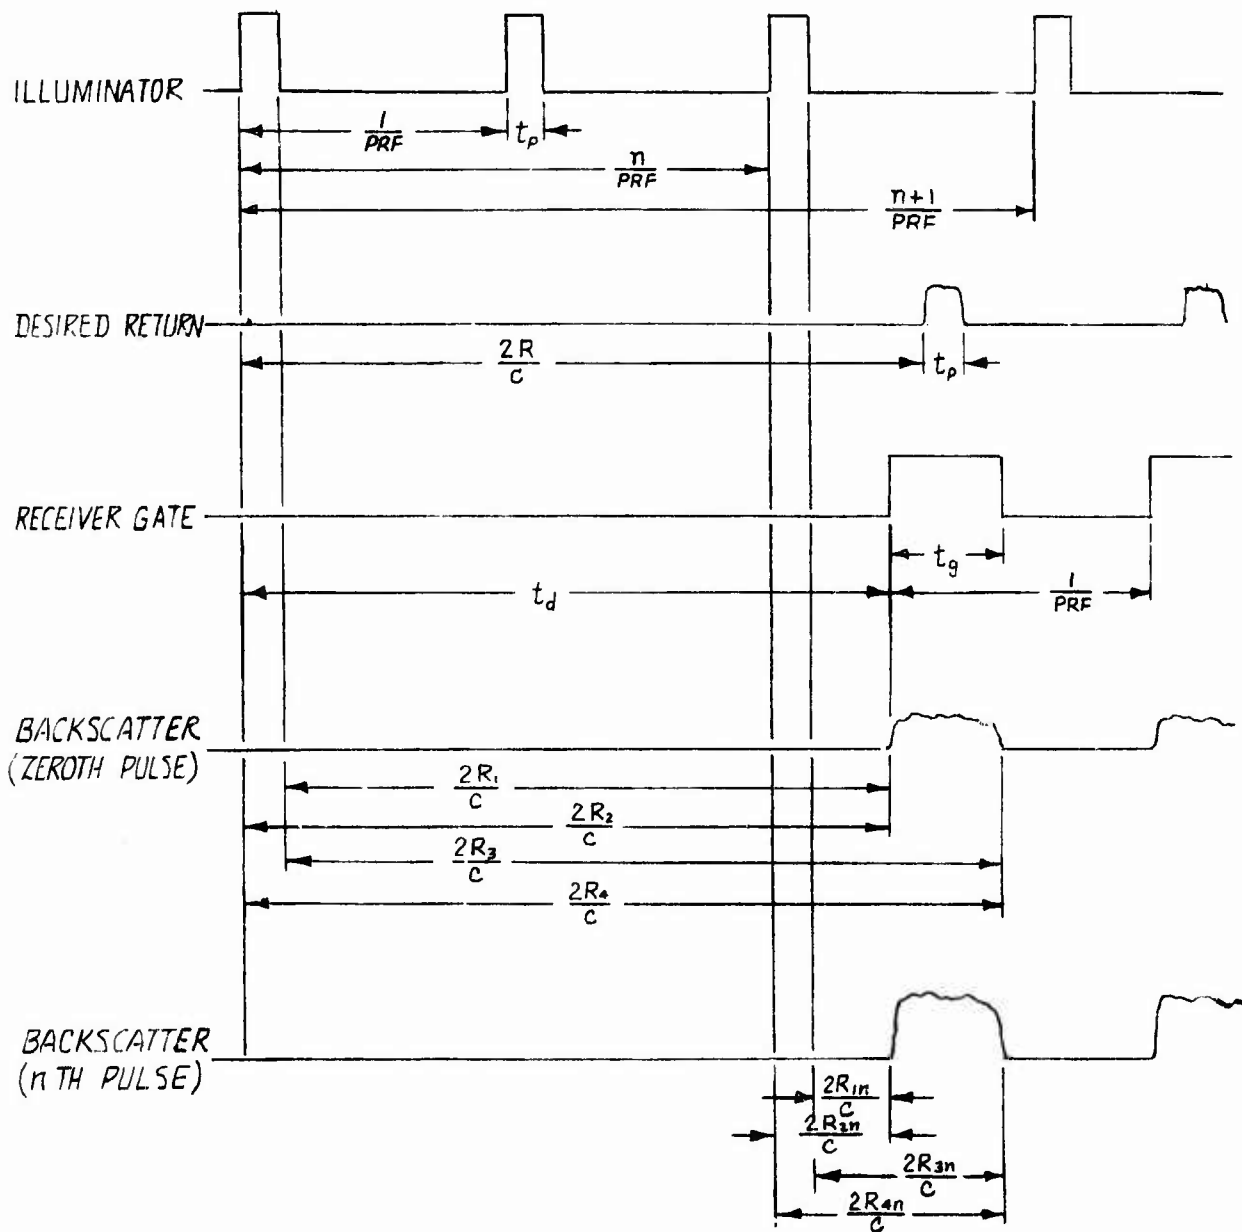 ILLUMINATOR
1/PRF
t_p
n/PRF
n+1/PRF
DESIRED RETURN
2R/C
t_p
RECEIVER GATE
t_g
t_d
1/PRF
BACKSCATTER
(ZEROTH PULSE)
2R_1/C
2R_2/C
2R_3/C
2R_4/C
BACKSCATTER
(n TH PULSE)
2R_1n/C
2R_2n/C
2R_3n/C
2R_4n/C